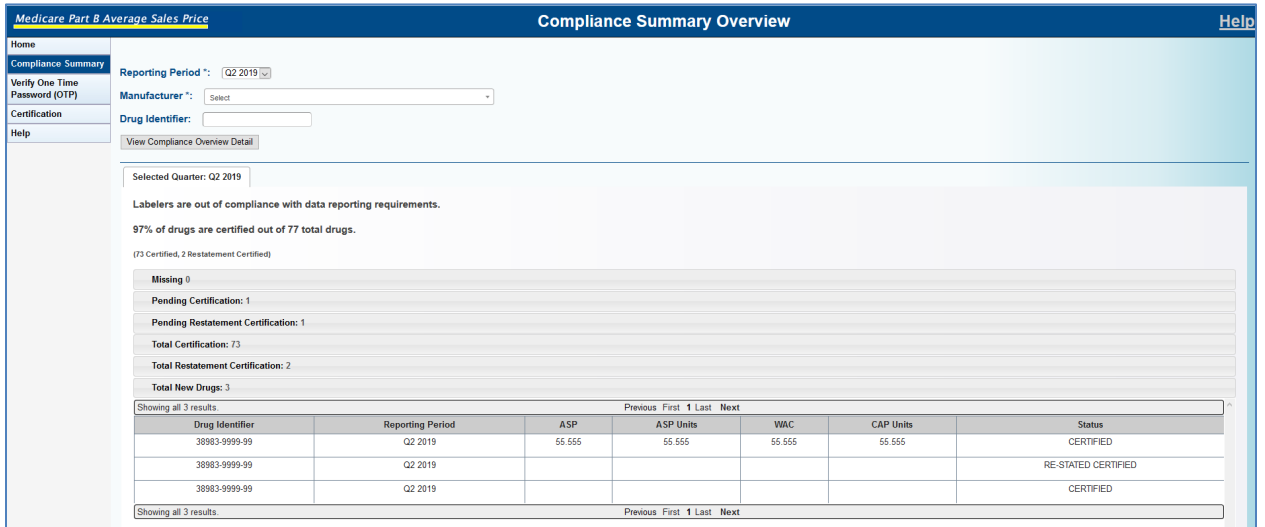 Medicare Part B Average Sales Price
Compliance Summary Overview
Help
Home
Compliance Summary
Verify One Time
Password (OTP)
Certification
Help
Reporting Period *: Q2 2019
Manufacturer *: Select
Drug Identifier:
View Compliance Overview Detail
Selected Quarter: Q2 2019
Labelers are out of compliance with data reporting requirements.
97% of drugs are certified out of 77 total drugs.
(73 Certified, 2 Restatement Certified)
Missing 0
Pending Certification: 1
Pending Restatement Certification: 1
Total Certification: 73
Total Restatement Certification: 2
Total New Drugs: 3
Showing all 3 results. Previous First 1 Last Next
Drug Identifier Reporting Period ASP ASP Units WAC CAP Units Status
38983-9999-99 Q2 2019 55.555 55.555 55.555 55.555 CERTIFIED
38983-9999-99 Q2 2019 RE-STATED CERTIFIED
38983-9999-99 Q2 2019 CERTIFIED
Showing all 3 results. Previous First 1 Last Next